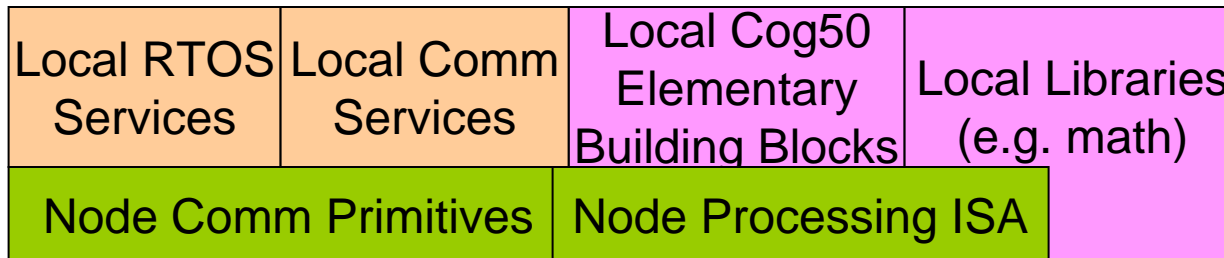 Local RTOS
Services
Local Comm
Services
Local Cog50
Elementary
Building Blocks
Local Libraries
(e.g. math)
Node Comm Primitives
Node Processing ISA